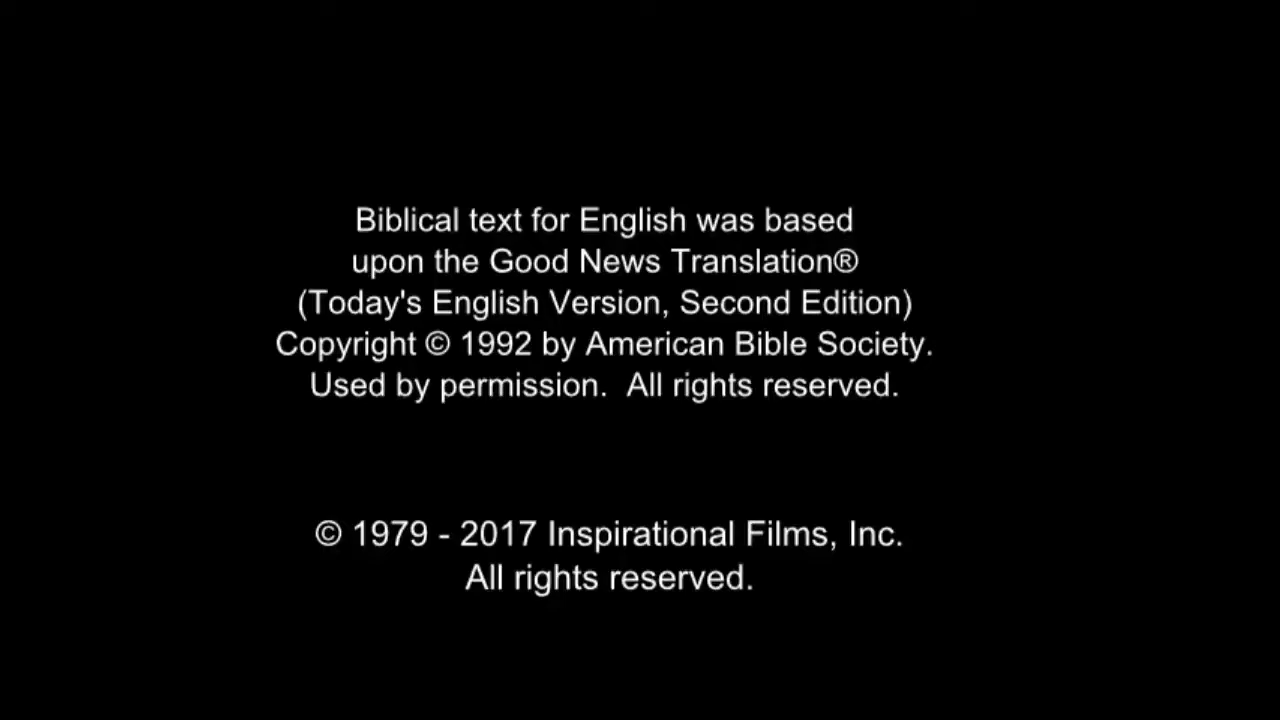 Biblical text for English was based
upon the Good News Translation®
(Today's English Version, Second Edition)
Copyright © 1992 by American Bible Society.
Used by permission.  All rights reserved.
© 1979 - 2017 Inspirational Films, Inc.
All rights reserved.